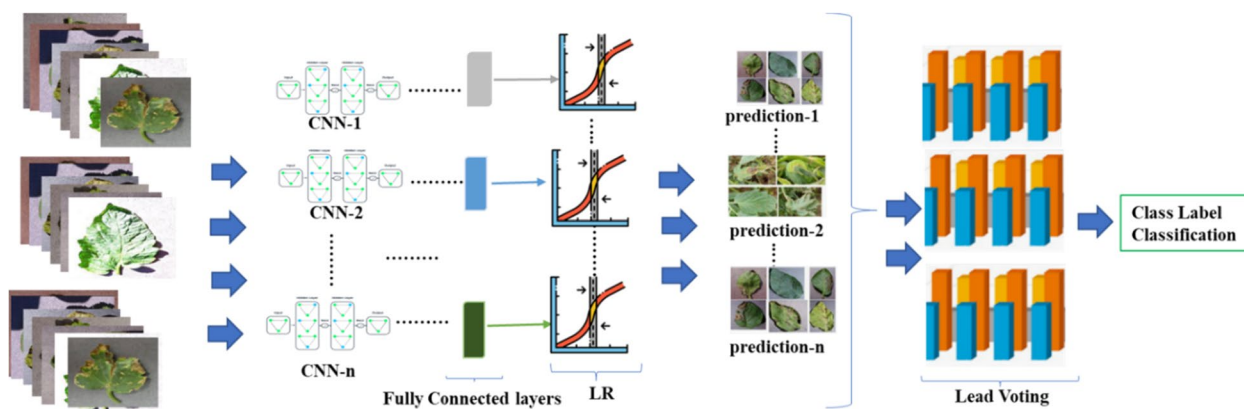 CNN-1
CNN-2
CNN-n
Fully Connected layers
LR
prediction-1
prediction-2
prediction-n
Lead Voting
Class Label
Classification